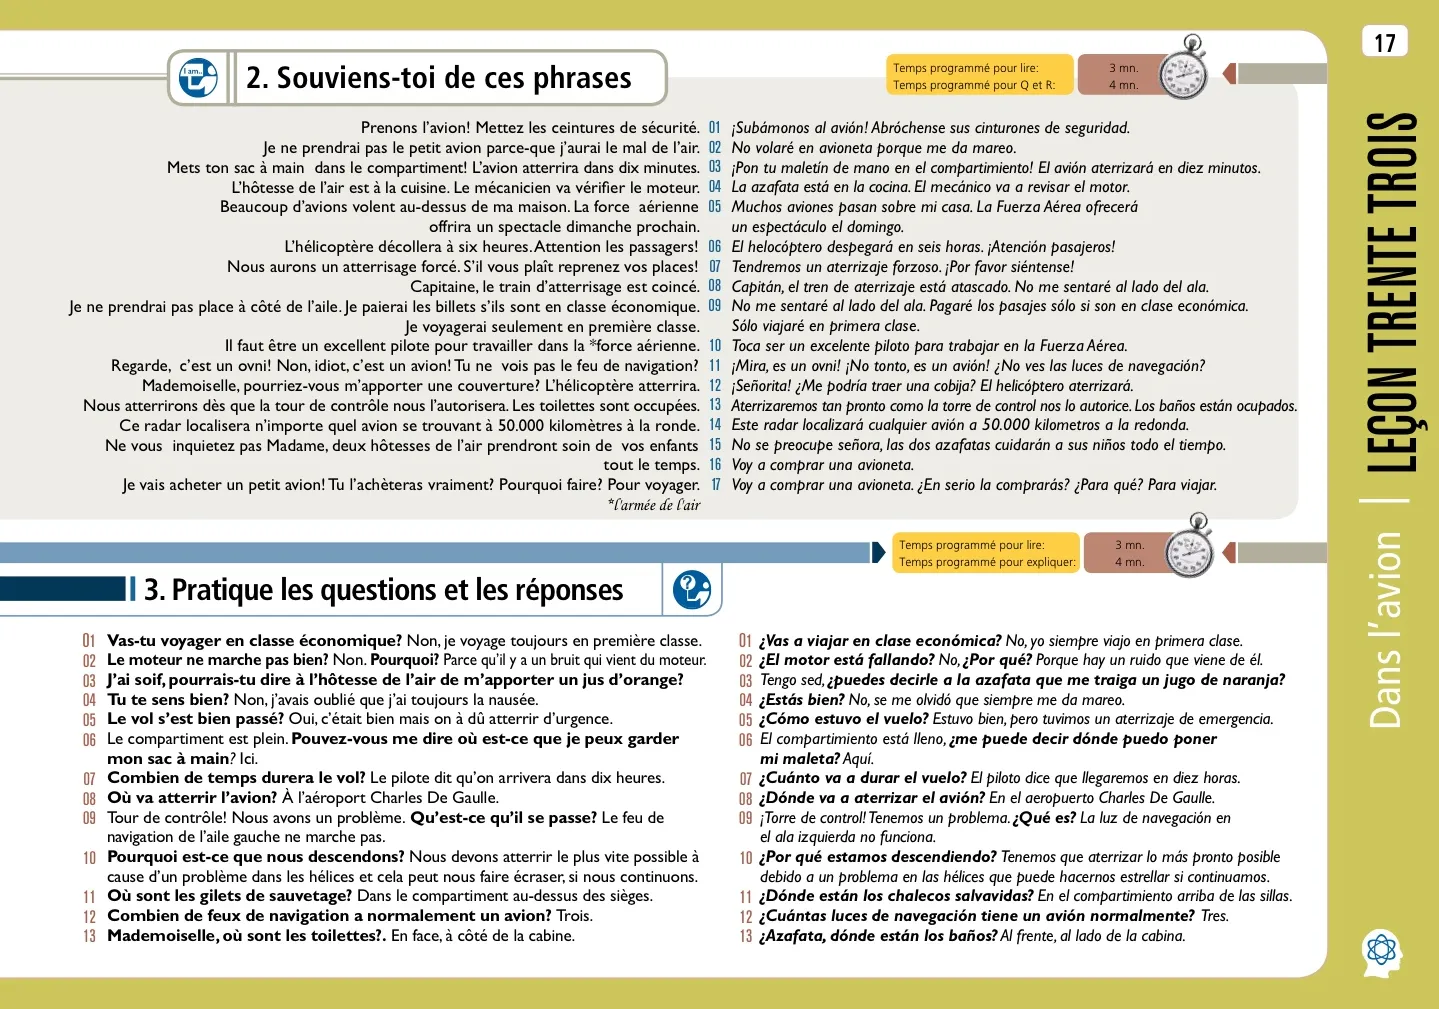 17
I am..
2. Souviens-toi de ces phrases
Temps programmé pour lire: 3 mn.
Temps programmé pour Q et R: 4 mn.
Prenons l’avion! Mettez les ceintures de sécurité. 01 ¡Subámonos al avión! Abróchense sus cinturones de seguridad.
Je ne prendrai pas le petit avion parce-que j’aurai le mal de l’air. 02 No volaré en avioneta porque me da mareo.
Mets ton sac à main dans le compartiment! L’avion atterrira dans dix minutes. 03 ¡Pon tu maletín de mano en el compartimiento! El avión aterrizará en diez minutos.
L’hôtesse de l’air est à la cuisine. Le mécanicien va vérifier le moteur. 04 La azafata está en la cocina. El mecánico va a revisar el motor.
Beaucoup d’avions volent au-dessus de ma maison. La force aérienne 05 Muchos aviones pasan sobre mi casa. La Fuerza Aérea ofrecerá
offrira un spectacle dimanche prochain. un espectáculo el domingo.
L’hélicoptère décollera à six heures. Attention les passagers! 06 El helocóptero despegará en seis horas. ¡Atención pasajeros!
Nous aurons un atterrisage forcé. S’il vous plaît reprenez vos places! 07 Tendremos un aterrizaje forzoso. ¡Por favor siéntense!
Capitaine, le train d’atterrisage est coincé. 08 Capitán, el tren de aterrizaje está atascado. No me sentaré al lado del ala.
Je ne prendrai pas place à côté de l’aile. Je paierai les billets s’ils sont en classe économique. 09 No me sentaré al lado del ala. Pagaré los pasajes sólo si son en clase económica.
Je voyagerai seulement en première classe. Sólo viajaré en primera clase.
Il faut être un excellent pilote pour travailler dans la *force aérienne. 10 Toca ser un excelente piloto para trabajar en la Fuerza Aérea.
Regarde, c’est un ovni! Non, idiot, c’est un avion! Tu ne vois pas le feu de navigation? 11 ¡Mira, es un ovni! ¡No tonto, es un avión! ¿No ves las luces de navegación?
Mademoiselle, pourriez-vous m’apporter une couverture? L’hélicoptère atterrira. 12 ¡Señorita! ¿Me podría traer una cobija? El helicóptero aterrizará.
Nous atterrirons dès que la tour de contrôle nous l’autorisera. Les toilettes sont occupées. 13 Aterrizaremos tan pronto como la torre de control nos lo autorice. Los baños están ocupados.
Ce radar localisera n’importe quel avion se trouvant à 50.000 kilomètres à la ronde. 14 Este radar localizará cualquier avión a 50.000 kilometros a la redonda.
Ne vous inquietez pas Madame, deux hôtesses de l’air prendront soin de vos enfants 15 No se preocupe señora, las dos azafatas cuidarán a sus niños todo el tiempo.
tout le temps. 16 Voy a comprar una avioneta.
Je vais acheter un petit avion! Tu l’achèteras vraiment? Pourquoi faire? Pour voyager. 17 Voy a comprar una avioneta. ¿En serio la comprarás? ¿Para qué? Para viajar.
*l'armée de l'air
Temps programmé pour lire: 3 mn.
Temps programmé pour expliquer: 4 mn.
3. Pratique les questions et les réponses
01 Vas-tu voyager en classe économique? Non, je voyage toujours en première classe.
02 Le moteur ne marche pas bien? Non. Pourquoi? Parce qu’il y a un bruit qui vient du moteur.
03 J’ai soif, pourrais-tu dire à l’hôtesse de l’air de m’apporter un jus d’orange?
04 Tu te sens bien? Non, j’avais oublié que j’ai toujours la nausée.
05 Le vol s’est bien passé? Oui, c’était bien mais on à dû atterrir d’urgence.
06 Le compartiment est plein. Pouvez-vous me dire où est-ce que je peux garder
mon sac à main? Ici.
07 Combien de temps durera le vol? Le pilote dit qu’on arrivera dans dix heures.
08 Où va atterrir l’avion? À l’aéroport Charles De Gaulle.
09 Tour de contrôle! Nous avons un problème. Qu’est-ce qu’il se passe? Le feu de
navigation de l’aile gauche ne marche pas.
10 Pourquoi est-ce que nous descendons? Nous devons atterrir le plus vite possible à
cause d’un problème dans les hélices et cela peut nous faire écraser, si nous continuons.
11 Où sont les gilets de sauvetage? Dans le compartiment au-dessus des sièges.
12 Combien de feux de navigation a normalement un avion? Trois.
13 Mademoiselle, où sont les toilettes?. En face, à côté de la cabine.
01 ¿Vas a viajar en clase económica? No, yo siempre viajo en primera clase.
02 ¿El motor está fallando? No, ¿Por qué? Porque hay un ruido que viene de él.
03 Tengo sed, ¿puedes decirle a la azafata que me traiga un jugo de naranja?
04 ¿Estás bien? No, se me olvidó que siempre me da mareo.
05 ¿Cómo estuvo el vuelo? Estuvo bien, pero tuvimos un aterrizaje de emergencia.
06 El compartimiento está lleno, ¿me puede decir dónde puedo poner
mi maleta? Aquí.
07 ¿Cuánto va a durar el vuelo? El piloto dice que llegaremos en diez horas.
08 ¿Dónde va a aterrizar el avión? En el aeropuerto Charles De Gaulle.
09 ¡Torre de control! Tenemos un problema. ¿Qué es? La luz de navegación en
el ala izquierda no funciona.
10 ¿Por qué estamos descendiendo? Tenemos que aterrizar lo más pronto posible
debido a un problema en las hélices que puede hacernos estrellar si continuamos.
11 ¿Dónde están los chalecos salvavidas? En el compartimiento arriba de las sillas.
12 ¿Cuántas luces de navegación tiene un avión normalmente? Tres.
13 ¿Azafata, dónde están los baños? Al frente, al lado de la cabina.
Dans l’avion | LEÇON TRENTE TROIS